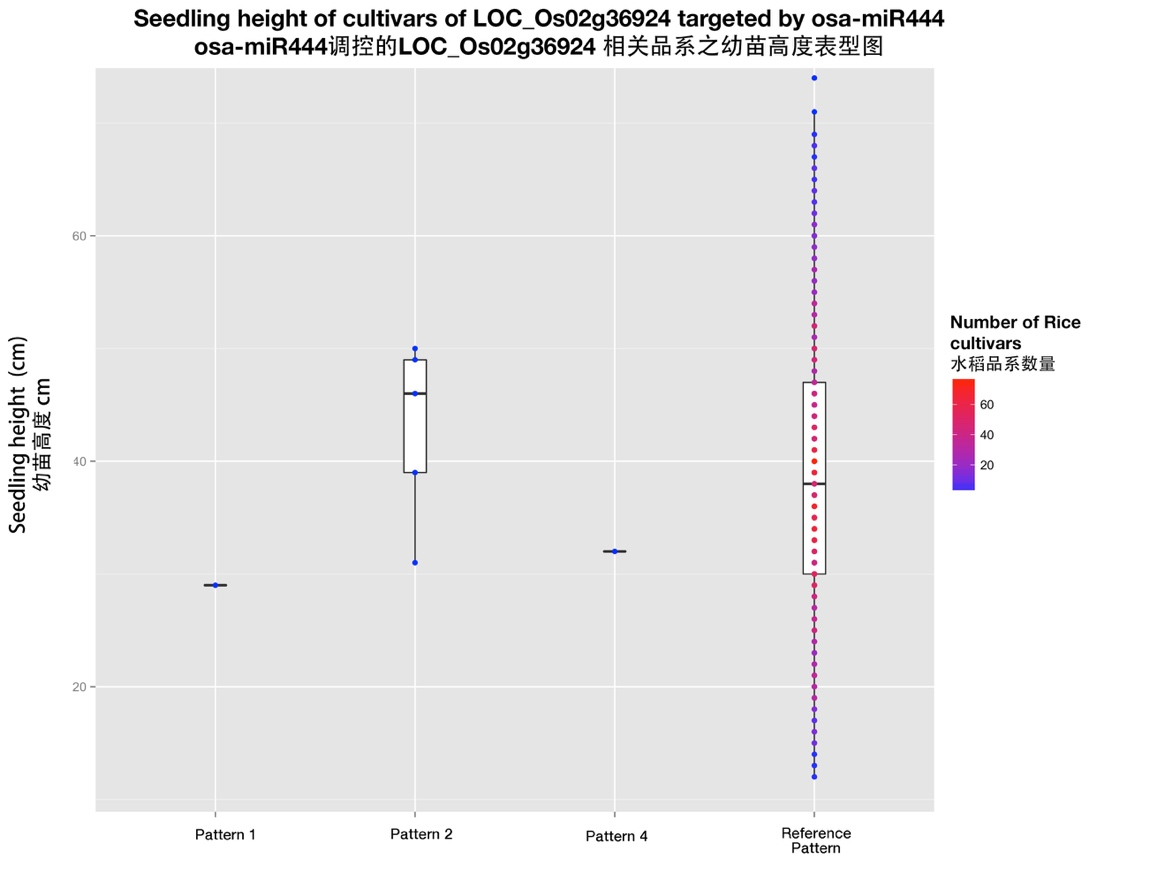 Seedling height of cultivars of LOC_Os02g36924 targeted by osa-miR444
osa-miR444调控的LOC_Os02g36924 相关品系之幼苗高度表型图
Seedling height (cm)
幼苗高度 cm
60
40
20
Pattern 1
Pattern 2
Pattern 4
Reference
Pattern
Number of Rice
cultivars
水稻品系数量
60
40
20